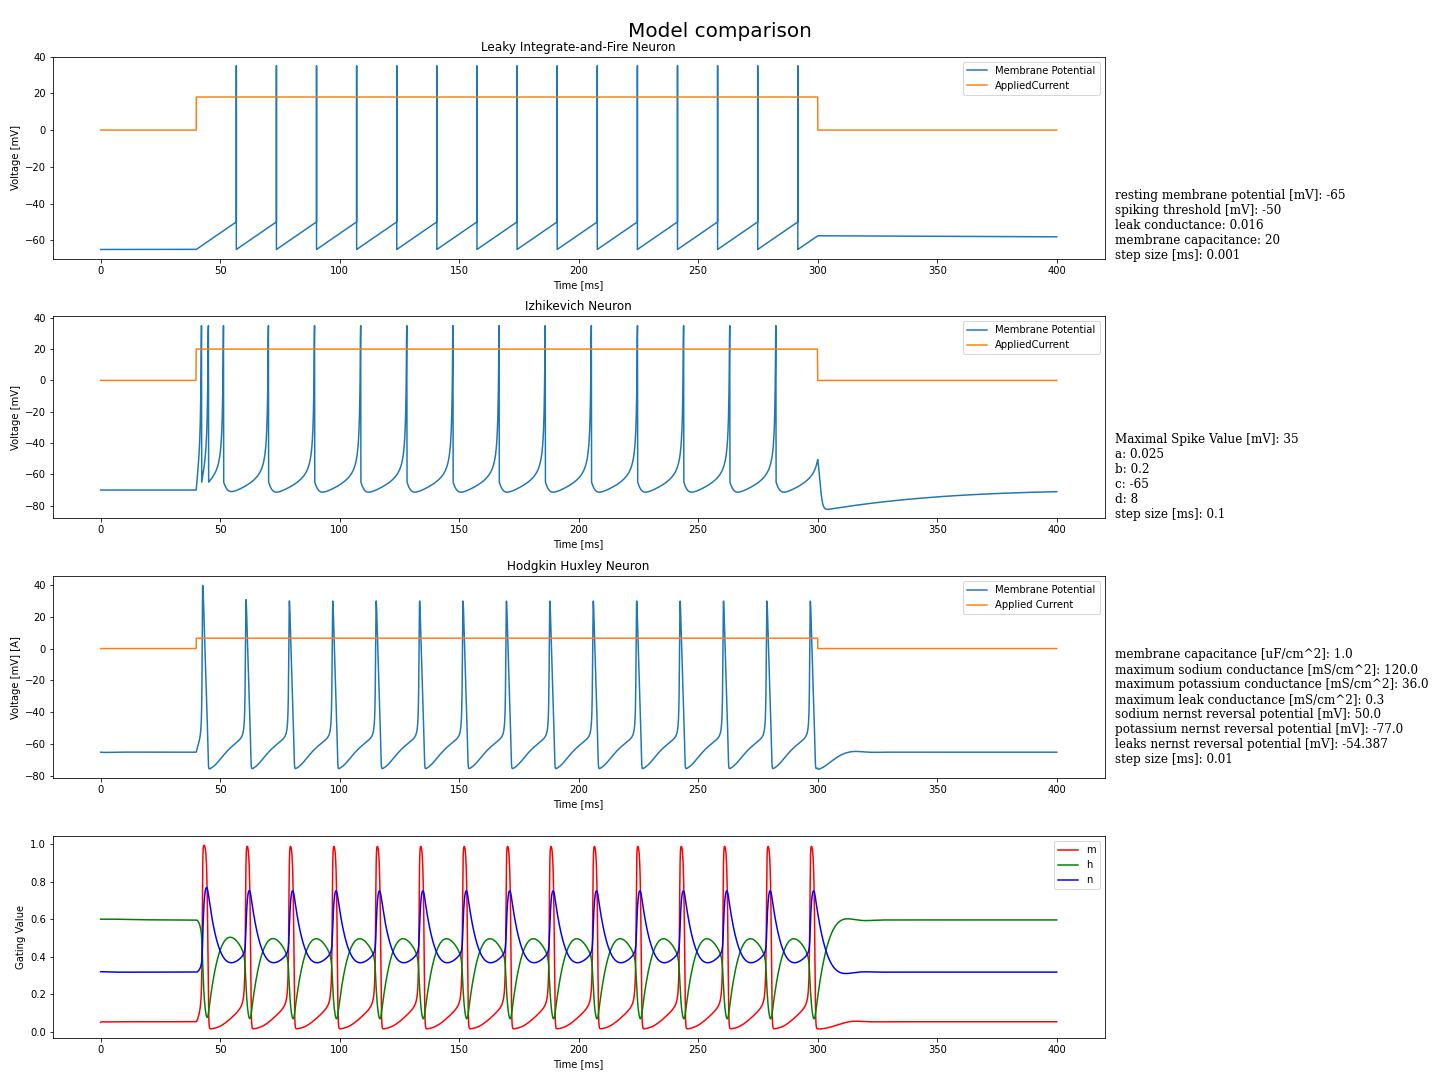 Model comparison
Leaky Integrate-and-Fire Neuron
40
20
0
−20
−40
−60
Voltage [mV]
Membrane Potential
AppliedCurrent
0 50 100 150 200 250 300 350 400
Time [ms]
resting membrane potential [mV]: -65
spiking threshold [mV]: -50
leak conductance: 0.016
membrane capacitance: 20
step size [ms]: 0.001
Izhikevich Neuron
40
20
0
−20
−40
−60
−80
Voltage [mV]
Membrane Potential
AppliedCurrent
0 50 100 150 200 250 300 350 400
Time [ms]
Maximal Spike Value [mV]: 35
a: 0.025
b: 0.2
c: -65
d: 8
step size [ms]: 0.1
Hodgkin Huxley Neuron
40
20
0
−20
−40
−60
−80
Voltage [mV] [A]
Membrane Potential
Applied Current
0 50 100 150 200 250 300 350 400
Time [ms]
membrane capacitance [uF/cm^2]: 1.0
maximum sodium conductance [mS/cm^2]: 120.0
maximum potassium conductance [mS/cm^2]: 36.0
maximum leak conductance [mS/cm^2]: 0.3
sodium nernst reversal potential [mV]: 50.0
potassium nernst reversal potential [mV]: -77.0
leaks nernst reversal potential [mV]: -54.387
step size [ms]: 0.01
1.0
0.8
0.6
0.4
0.2
0.0
Gating Value
m
h
n
0 50 100 150 200 250 300 350 400
Time [ms]